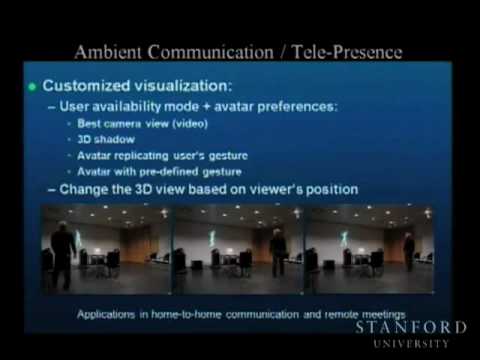 Ambient Communication / Tele-Presence
Customized visualization:
– User availability mode + avatar preferences:
Best camera view (video)
3D shadow
Avatar replicating user's gesture
Avatar with pre-defined gesture
– Change the 3D view based on viewer's position
Applications in home-to-home communication and remote meetings
STANFORD
UNIVERSITY